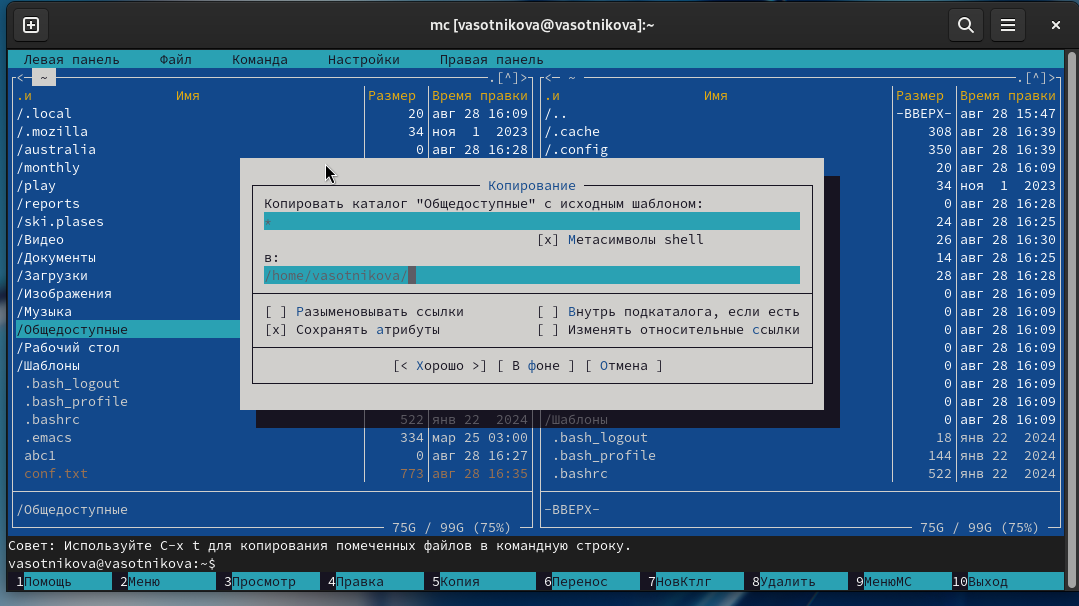 mc [vasotnikova@vasotnikova]:~
Левая панель Файл Команда Настройки Правая панель
<─ ~ .[^]> <─ ~ .[^]>
.и Имя Размер Время правки .и Имя Размер Время правки
/.local 20 авг 28 16:09 /.. -ВВЕРХ- авг 28 15:47
/.mozilla 34 ноя 1 2023 /.cache 308 авг 28 16:39
/australia 0 авг 28 16:28 /.config 350 авг 28 16:39
/monthly 20 авг 28 16:09
/play Копирование 34 ноя 1 2023
/reports Копировать каталог "Общедоступные" с исходным шаблоном: 0 авг 28 16:28
/ski.plases * 24 авг 28 16:25
/Видео [x] Метасимволы shell 26 авг 28 16:30
/Документы в: 14 авг 28 16:25
/Загрузки /home/vasotnikova/ 28 авг 28 16:28
/Изображения 0 авг 28 16:09
/Музыка [ ] Разыменовывать ссылки [ ] Внутрь подкаталога, если есть 0 авг 28 16:09
/Общедоступные [x] Сохранять атрибуты [ ] Изменять относительные ссылки 0 авг 28 16:09
/Рабочий стол 0 авг 28 16:09
/Шаблоны [< Хорошо >] [ В фоне ] [ Отмена ] 0 авг 28 16:09
.bash_logout 0 авг 28 16:09
.bash_profile 0 авг 28 16:09
.bashrc 522 янв 22 2024 /Шаблоны 0 авг 28 16:09
.emacs 334 мар 25 03:00 .bash_logout 18 янв 22 2024
abc1 0 авг 28 16:27 .bash_profile 144 янв 22 2024
conf.txt 773 авг 28 16:35 .bashrc 522 янв 22 2024
/Общедоступные -ВВЕРХ-
75G / 99G (75%) 75G / 99G (75%)
Совет: Используйте C-x t для копирования помеченных файлов в командную строку.
vasotnikova@vasotnikova:~$
1Помощь 2Меню 3Просмотр 4Правка 5Копия 6Перенос 7НовКтлг 8Удалить 9МенюМС 10Выход